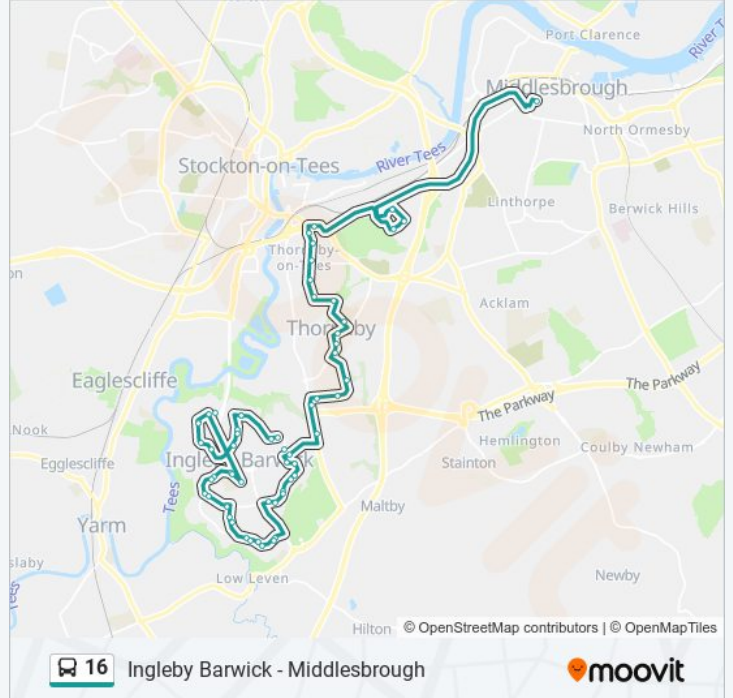 Port Clarence
River T
Middlesbrough
North Ormesby
River Tees
Stockton-on-Tees
Linthorpe
Berwick Hills
Thornaby-
on-Tees
on
Acklam
Thornaby
Eaglescliffe
The Parkway
The Parkway
Nook
Hemlington
Coulby Newham
Egglescliffe
Ingleby Barwick
Stainton
Tees
Maltby
Yarm
slaby
Low Leven
Newby
Tees
Hilton
© OpenStreetMap contributors | © OpenMapTiles
16 Ingleby Barwick - Middlesbrough
moovit